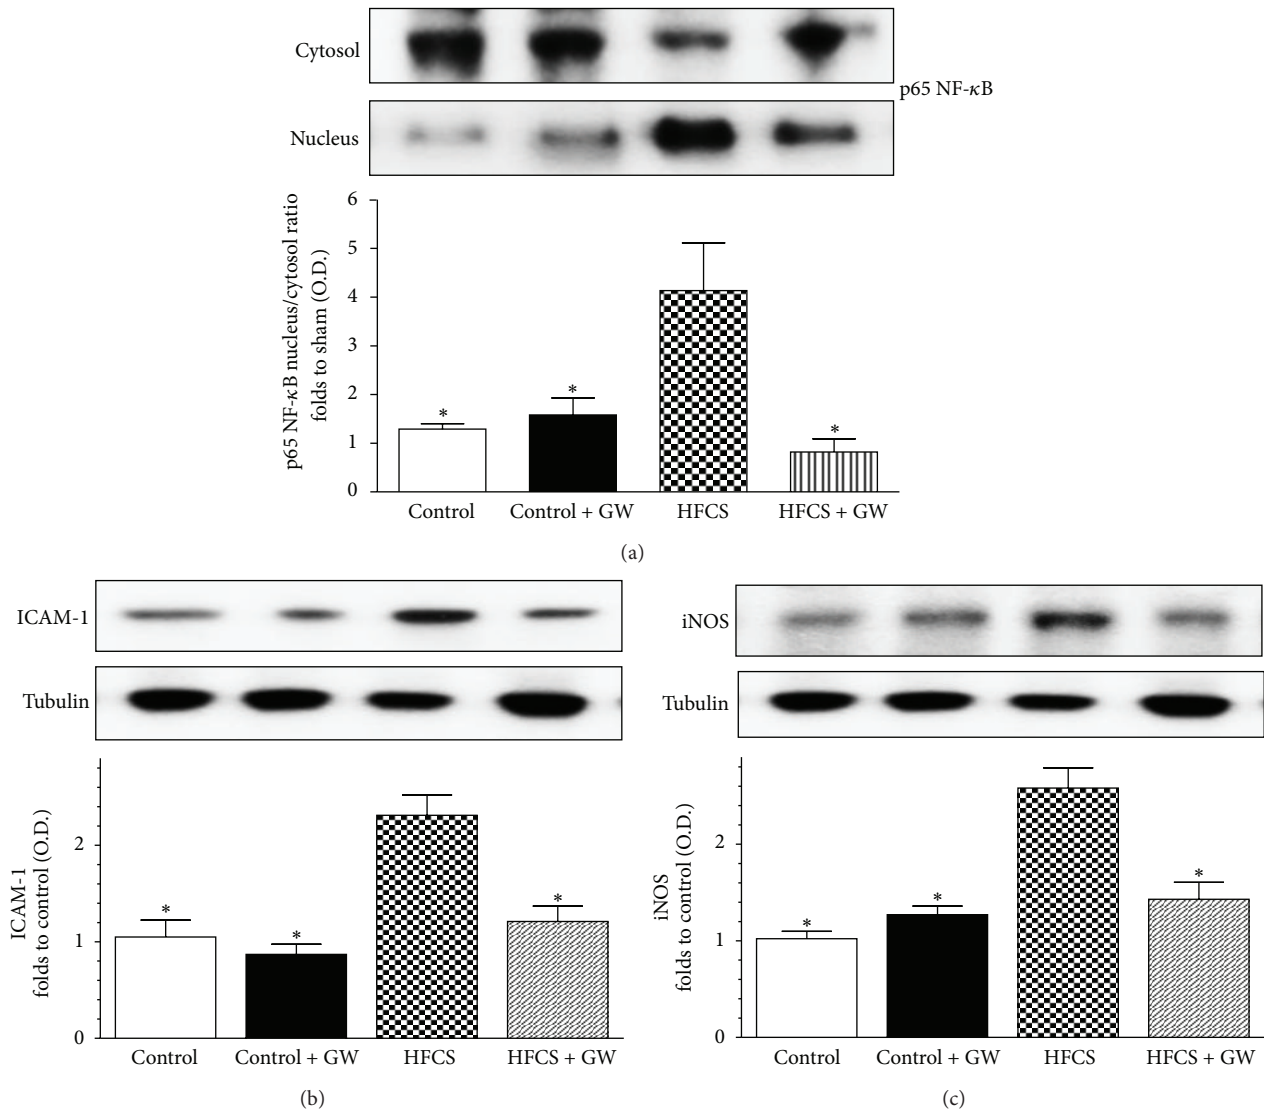 Cytosol
p65 NF-κB
Nucleus
p65 NF-κB nucleus/cytosol ratio
folds to sham (O.D.)
6
5
4
3
2
1
0
*
*
*
Control
Control + GW
HFCS
HFCS + GW
(a)
ICAM-1
Tubulin
ICAM-1
folds to control (O.D.)
2
1
0
*
*
*
Control
Control + GW
HFCS
HFCS + GW
(b)
iNOS
Tubulin
iNOS
folds to control (O.D.)
2
1
0
*
*
*
Control
Control + GW
HFCS
HFCS + GW
(c)